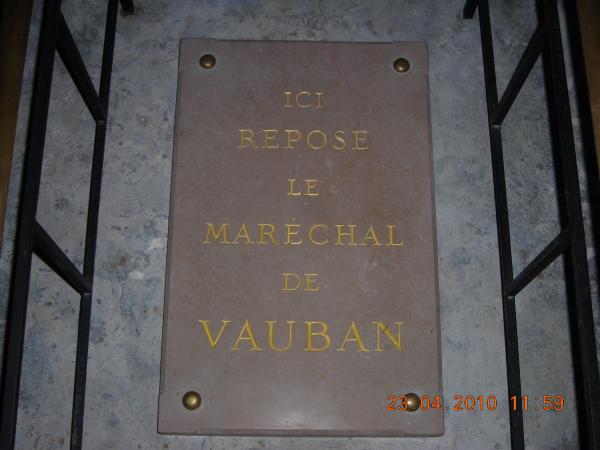 ICI
REPOSE
LE
MARÉCHAL
DE
VAUBAN
23 04 2010 11:59